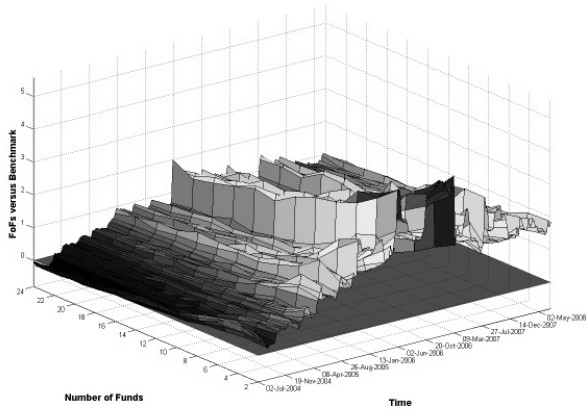 FoFs versus Benchmark
5
4
3
2
1
0
24
22
20
18
16
14
12
10
8
6
4
2
Number of Funds
02-Jul-2004
19-Nov-2004
08-Apr-2005
26-Aug-2005
13-Jan-2006
02-Jun-2006
20-Oct-2006
09-Mar-2007
27-Jul-2007
14-Dec-2007
02-May-2008
Time